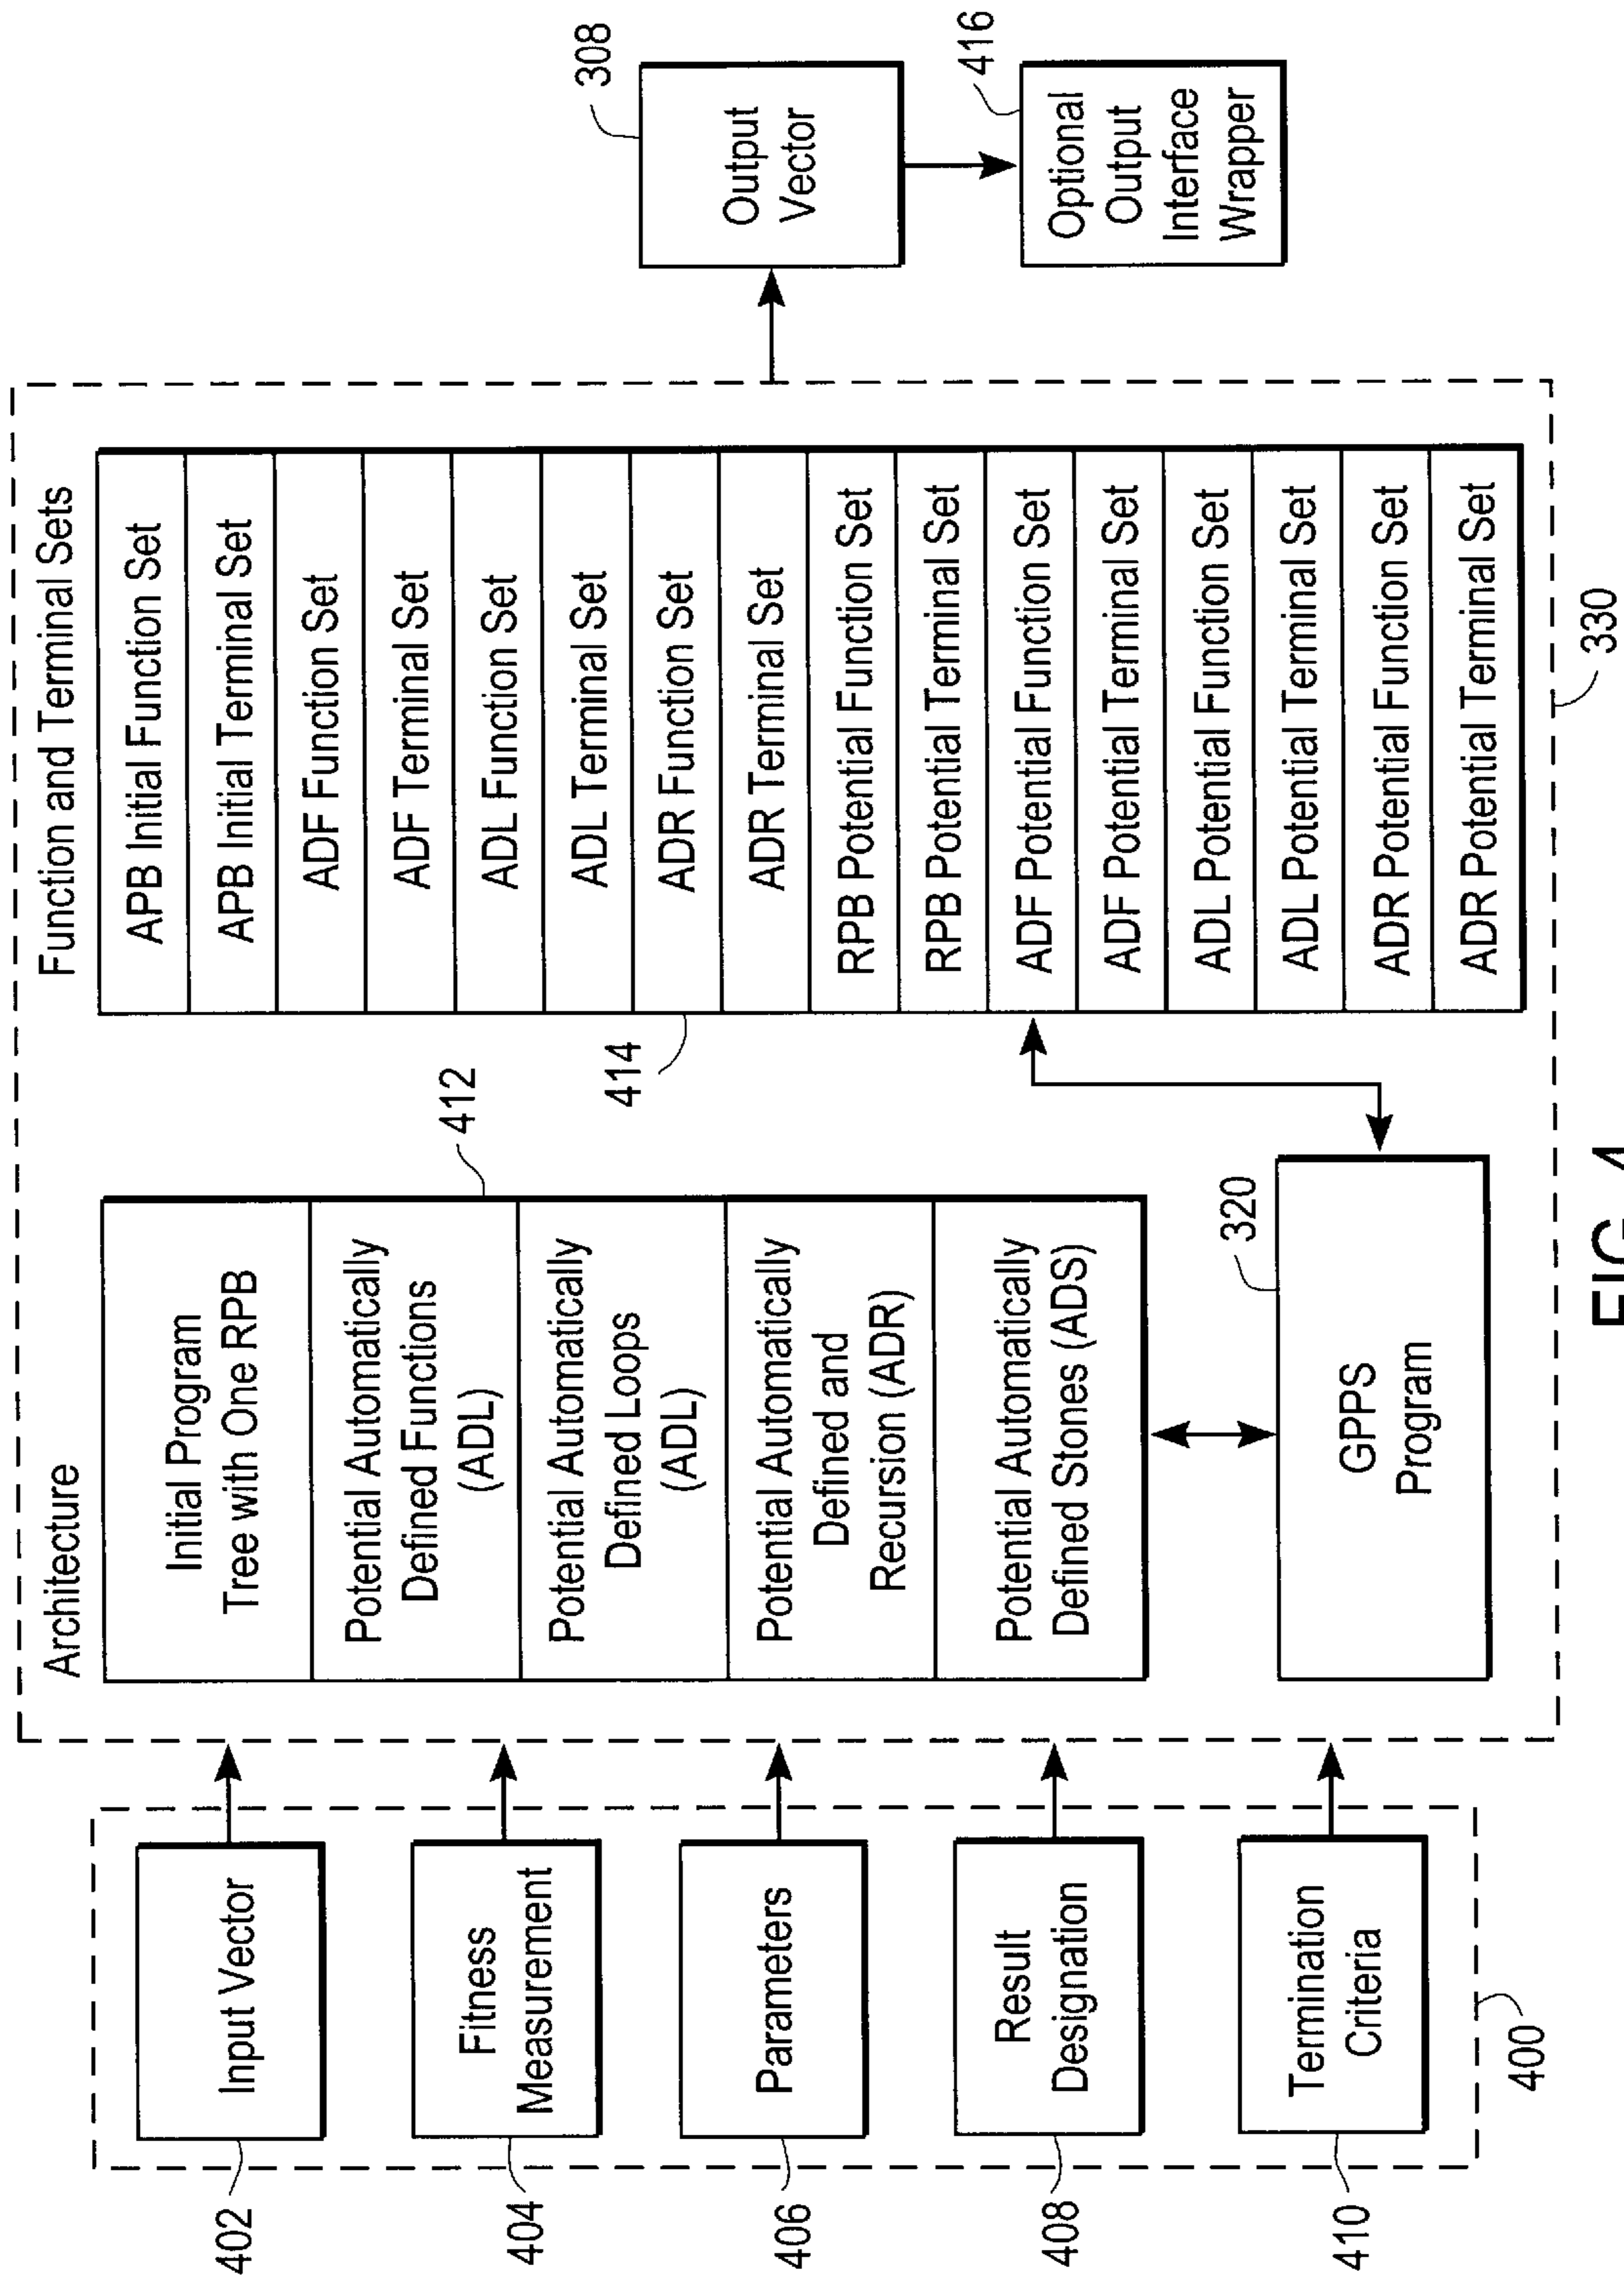 402
Input Vector
404
Fitness
Measurement
406
Parameters
408
Result
Designation
410
Termination
Criteria
400
Architecture
Initial Program
Tree with One RPB
Potential Automatically
Defined Functions
(ADL)
Potential Automatically
Defined Loops
(ADL)
Potential Automatically
Defined and
Recursion (ADR)
Potential Automatically
Defined Stones (ADS)
412
320
GPPS
Program
Function and Terminal Sets
APB Initial Function Set
APB Initial Terminal Set
ADF Function Set
ADF Terminal Set
ADL Function Set
ADL Terminal Set
ADR Function Set
ADR Terminal Set
RPB Potential Function Set
RPB Potential Terminal Set
ADF Potential Function Set
ADF Potential Terminal Set
ADL Potential Function Set
ADL Potential Terminal Set
ADR Potential Function Set
ADR Potential Terminal Set
414
330
308
Output
Vector
416
Optional
Output
Interface
Wrapper
FIG